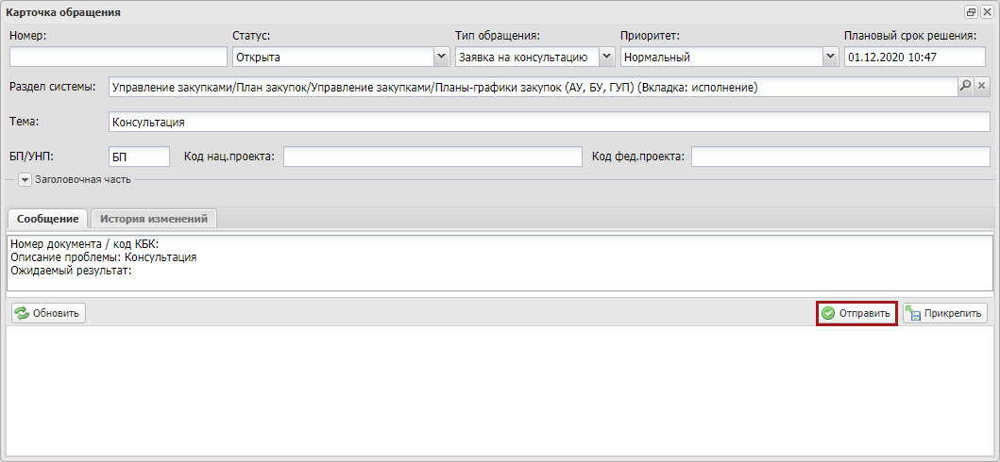 Карточка обращения
Номер: Статус: Тип обращения: Приоритет: Плановый срок решения:
Открыта Заявка на консультацию Нормальный 01.12.2020 10:47
Раздел системы: Управление закупками/План закупок/Управление закупками/Планы-графики закупок (АУ, БУ, ГУП) (Вкладка: исполнение)
Тема: Консультация
БП/УНП: БП Код нац.проекта: Код фед.проекта:
Заголовочная часть
Сообщение История изменений
Номер документа / код КБК:
Описание проблемы: Консультация
Ожидаемый результат:
Обновить Отправить Прикрепить